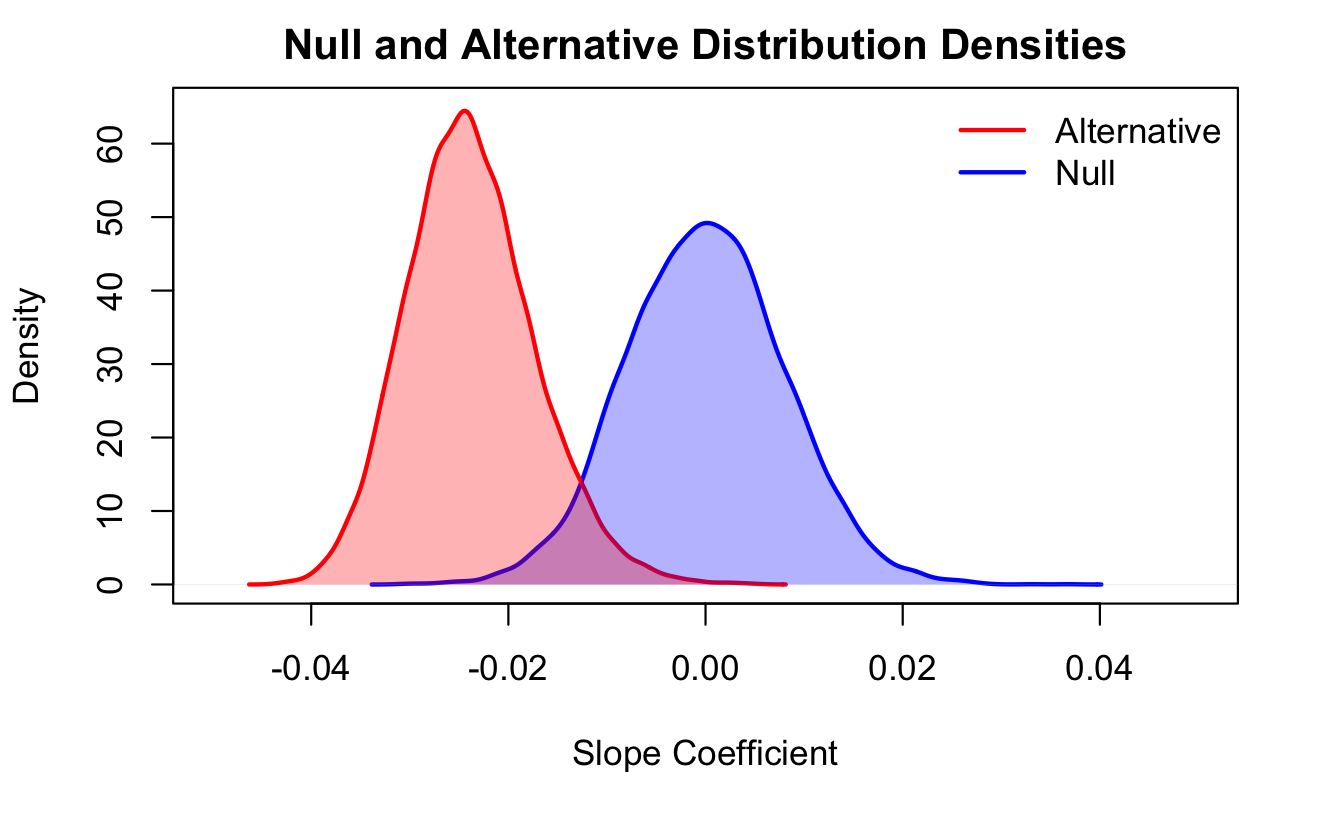 Null and Alternative Distribution Densities
Alternative
Null
Density
60
50
40
30
20
10
0
-0.04
-0.02
0.00
0.02
0.04
Slope Coefficient